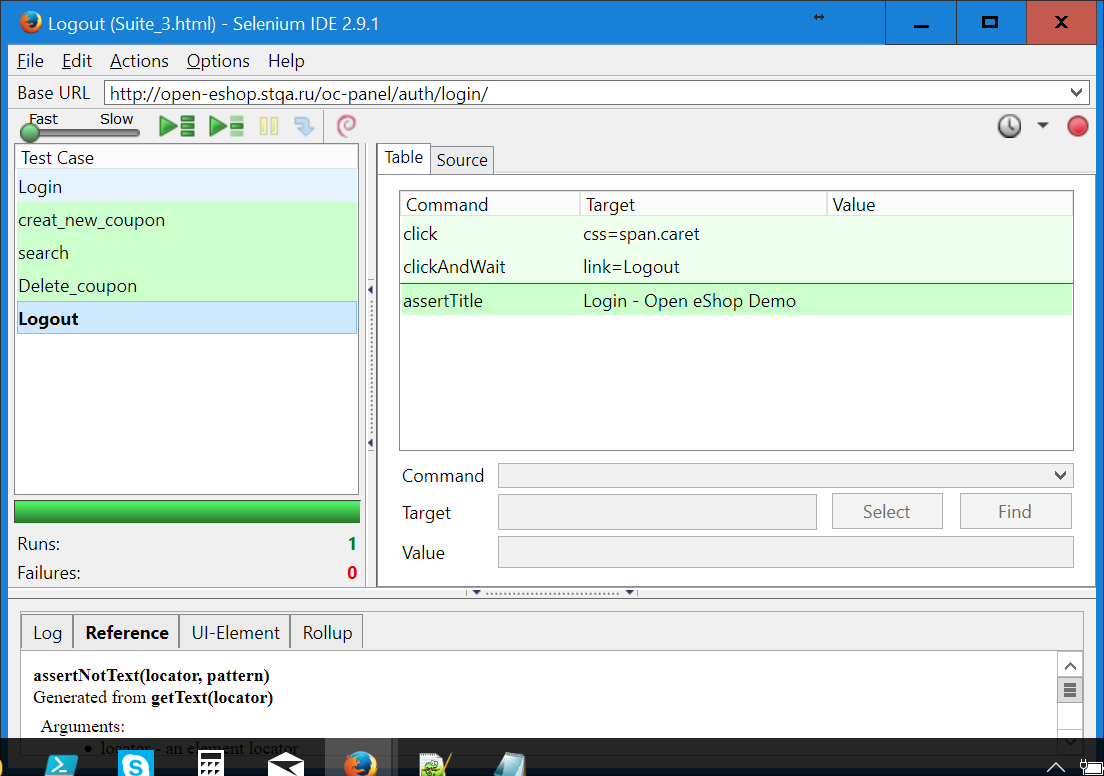 Logout (Suite_3.html) - Selenium IDE 2.9.1
File Edit Actions Options Help
Base URL http://open-eshop.stqa.ru/oc-panel/auth/login/
Fast Slow
Test Case
Login
creat_new_coupon
search
Delete_coupon
Logout
Runs: 1
Failures: 0
Table Source
Command Target Value
click css=span.caret
clickAndWait link=Logout
assertTitle Login - Open eShop Demo
Command
Target Select Find
Value
Log Reference UI-Element Rollup
assertNotText(locator, pattern)
Generated from getText(locator)
Arguments:
• locator - an element locator